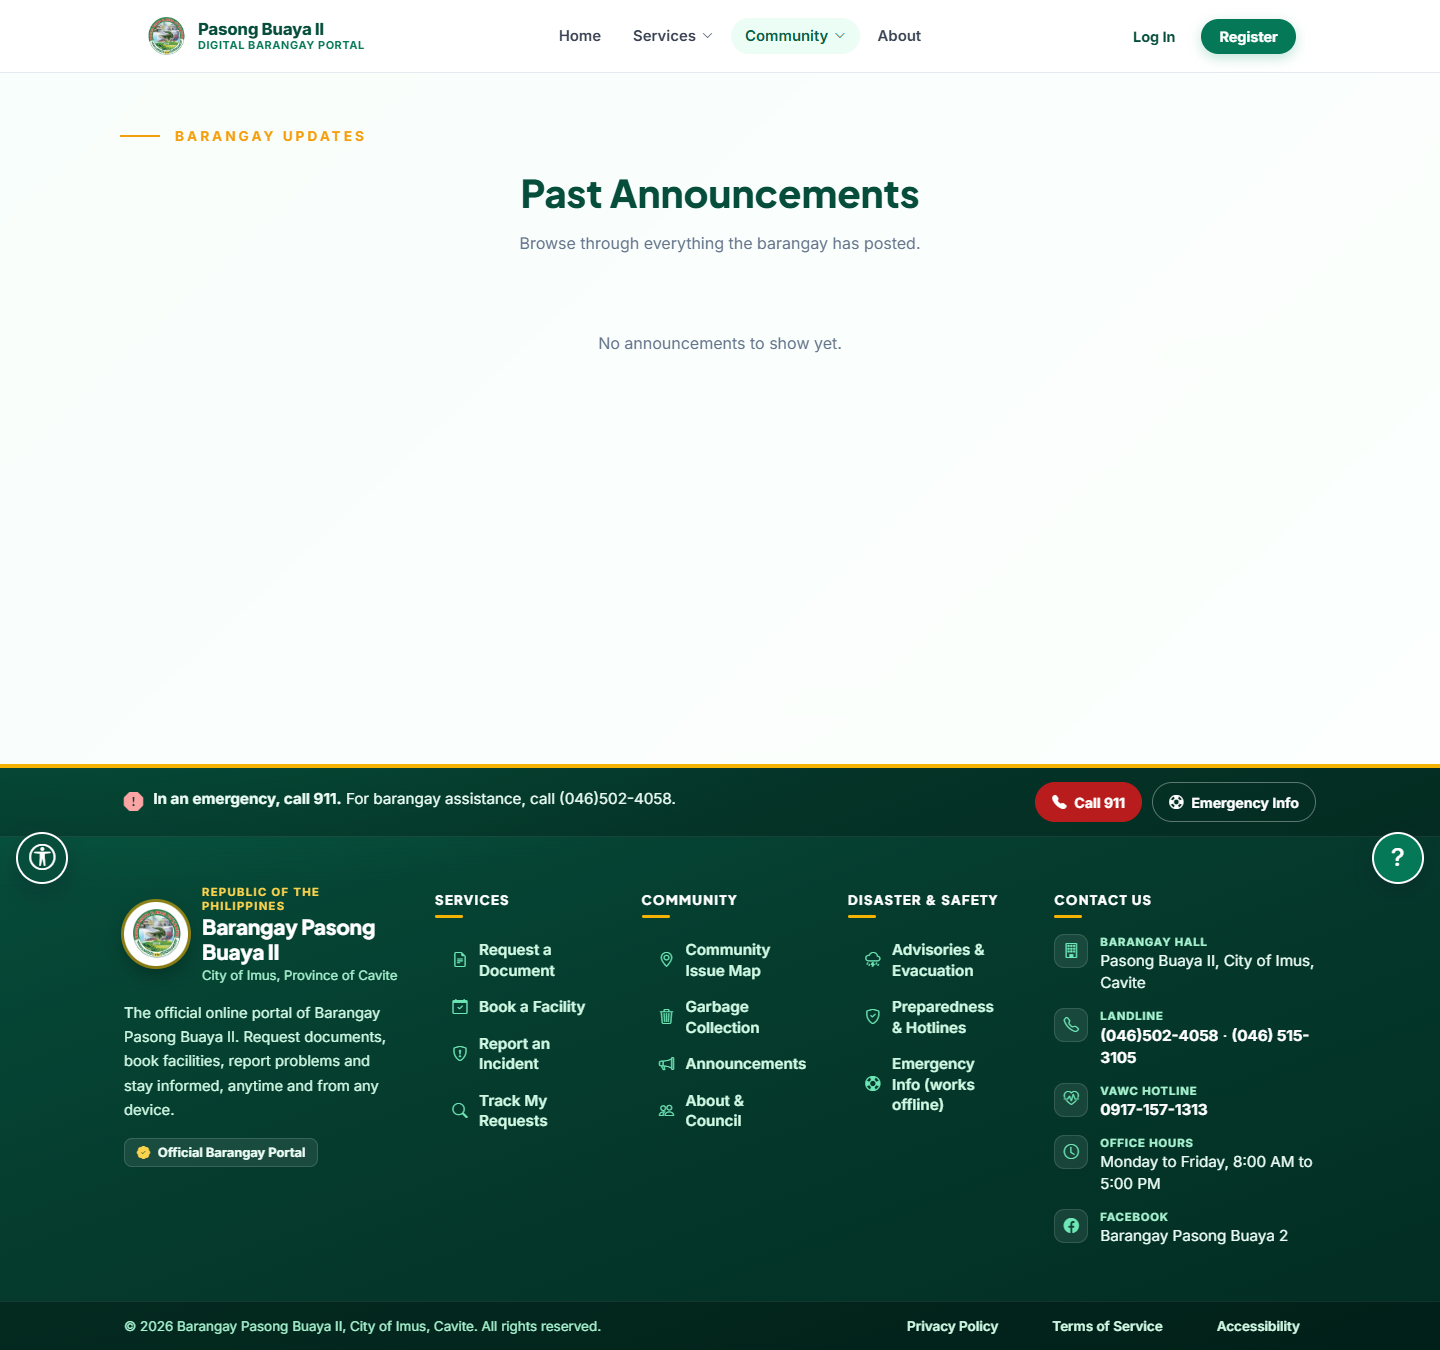 Pasong Buaya II
DIGITAL BARANGAY PORTAL
Home
Services
Community
About
Log In
Register
BARANGAY UPDATES
Past Announcements
Browse through everything the barangay has posted.
No announcements to show yet.
In an emergency, call 911. For barangay assistance, call (046)502-4058.
Call 911
Emergency Info
?
REPUBLIC OF THE
PHILIPPINES
Barangay Pasong
Buaya II
City of Imus, Province of Cavite
The official online portal of Barangay
Pasong Buaya II. Request documents,
book facilities, report problems and
stay informed, anytime and from any
device.
Official Barangay Portal
SERVICES
Request a
Document
Book a Facility
Report an
Incident
Track My
Requests
COMMUNITY
Community
Issue Map
Garbage
Collection
Announcements
About &
Council
DISASTER & SAFETY
Advisories &
Evacuation
Preparedness
& Hotlines
Emergency
Info (works
offline)
CONTACT US
BARANGAY HALL
Pasong Buaya II, City of Imus,
Cavite
LANDLINE
(046)502-4058 · (046) 515-
3105
VAWC HOTLINE
0917-157-1313
OFFICE HOURS
Monday to Friday, 8:00 AM to
5:00 PM
FACEBOOK
Barangay Pasong Buaya 2
© 2026 Barangay Pasong Buaya II, City of Imus, Cavite. All rights reserved.
Privacy Policy
Terms of Service
Accessibility